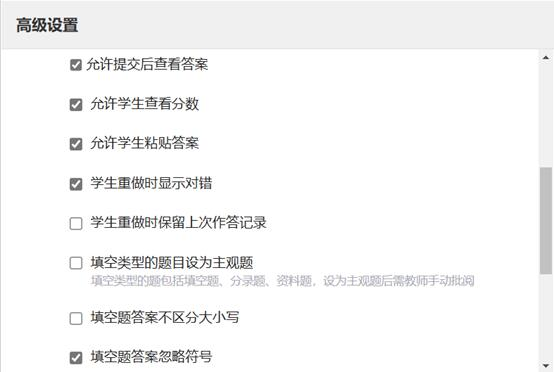 高级设置
允许提交后查看答案
允许学生查看分数
允许学生粘贴答案
学生重做时显示对错
学生重做时保留上次作答记录
填空类型的题目设为主观题
填空类型的题包括填空题、分录题、资料题，设为主观题后需教师手动批阅
填空题答案不区分大小写
填空题答案忽略符号